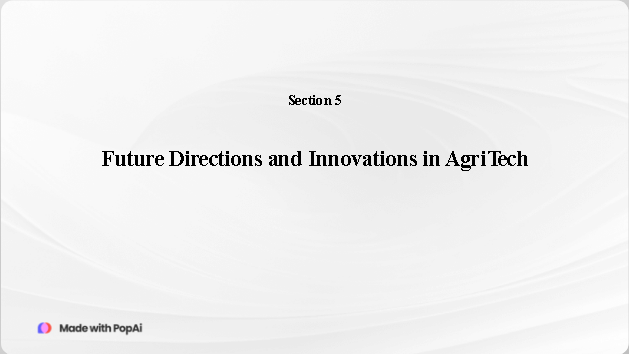 Section 5
Future Directions and Innovations in AgriTech
Made with PopAi